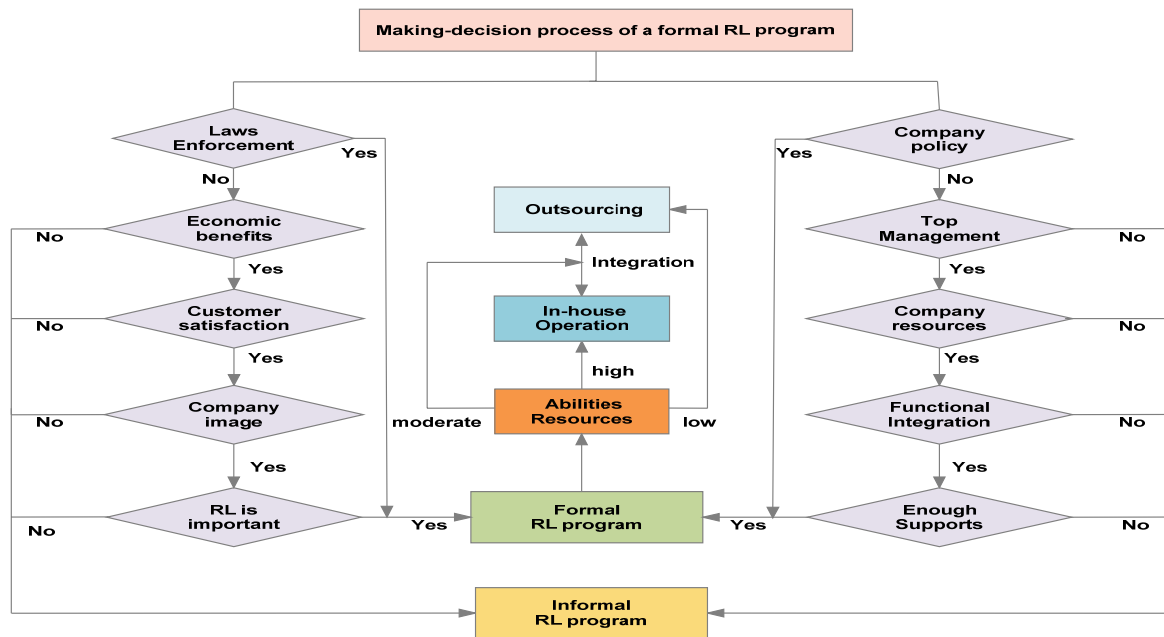 Making-decision process of a formal RL program
Laws
Enforcement
Company
policy
Yes
Yes
No
No
Outsourcing
Economic
benefits
Top
Management
No
No
Integration
Yes
Yes
Customer
satisfaction
In-house
Operation
Company
resources
No
No
Yes
Yes
high
Company
image
Abilities
Resources
Functional
Integration
No
moderate
low
No
Yes
Yes
RL is
important
Formal
RL program
Enough
Supports
No
Yes
Yes
No
Informal
RL program